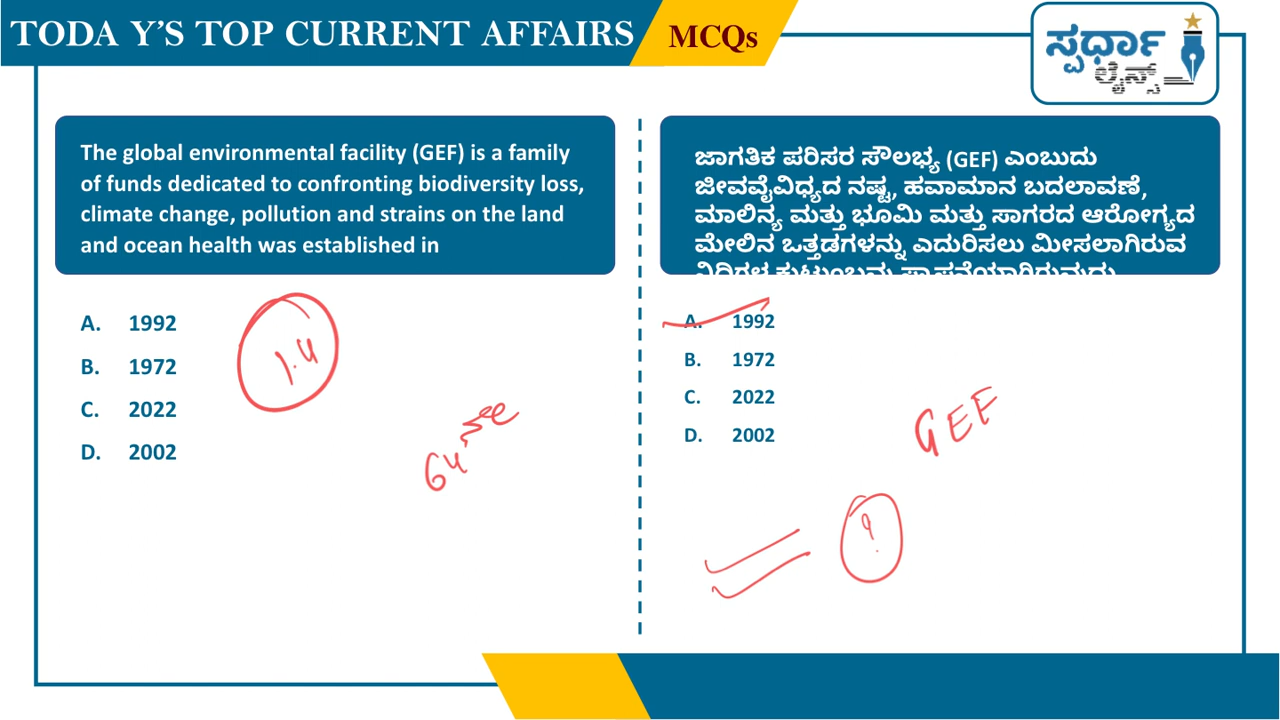 TODA Y'S TOP CURRENT AFFAIRS
MCQs
ಸ್ಪರ್ಧಾ
ಲೈನ್ಸ್
The global environmental facility (GEF) is a family
of funds dedicated to confronting biodiversity loss,
climate change, pollution and strains on the land
and ocean health was established in
A. 1992
B. 1972
C. 2022
D. 2002
1.4
ಜಾಗತಿಕ ಪರಿಸರ ಸೌಲಭ್ಯ (GEF) ಎಂಬುದು
ಜೀವವೈವಿಧ್ಯದ ನಷ್ಟ, ಹವಾಮಾನ ಬದಲಾವಣೆ,
ಮಾಲಿನ್ಯ ಮತ್ತು ಭೂಮಿ ಮತ್ತು ಸಾಗರದ ಆರೋಗ್ಯದ
ಮೇಲಿನ ಒತ್ತಡಗಳನ್ನು ಎದುರಿಸಲು ಮೀಸಲಾಗಿರುವ
A. 1992
B. 1972
C. 2022
D. 2002
GEF
?